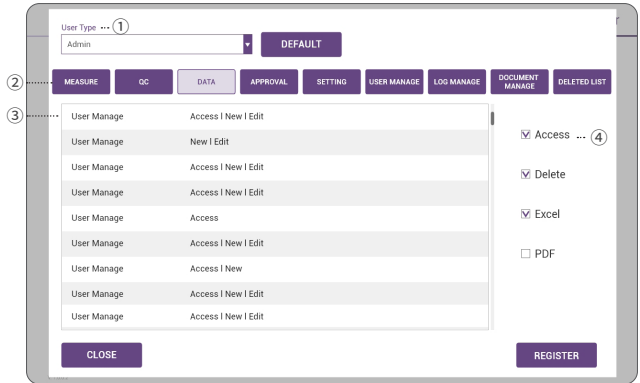 User Type ··· ①
Admin
DEFAULT
②
MEASURE QC DATA APPROVAL SETTING USER MANAGE LOG MANAGE DOCUMENT MANAGE DELETED LIST
③
User Manage Access l New l Edit
User Manage New l Edit
User Manage Access l New l Edit
User Manage Access l New l Edit
User Manage Access
User Manage Access l New l Edit
User Manage Access l New
User Manage Access l New l Edit
User Manage Access l New l Edit
Access ··· ④
Delete
Excel
PDF
CLOSE
REGISTER